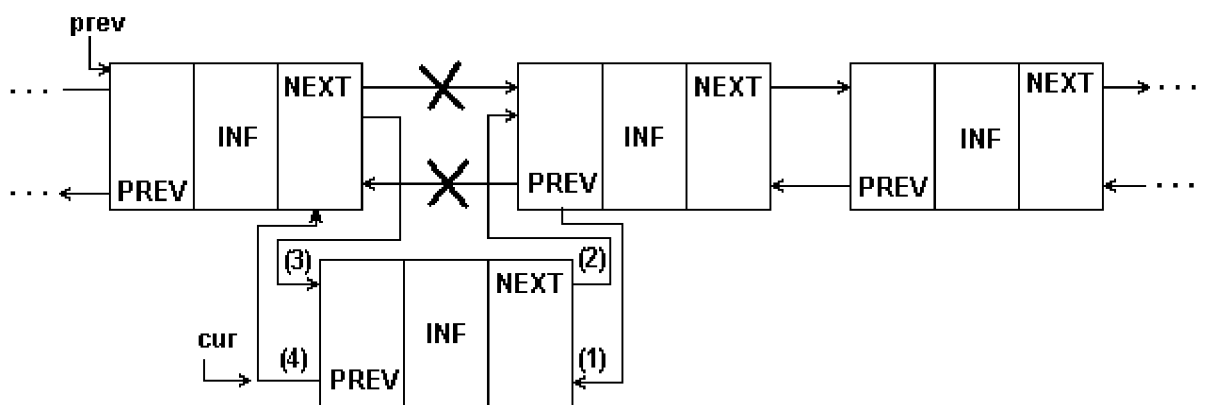 prev
NEXT NEXT NEXT
... ...
INF INF INF
... PREV PREV PREV ...
(3) (2)
NEXT
cur INF
(4) PREV (1)